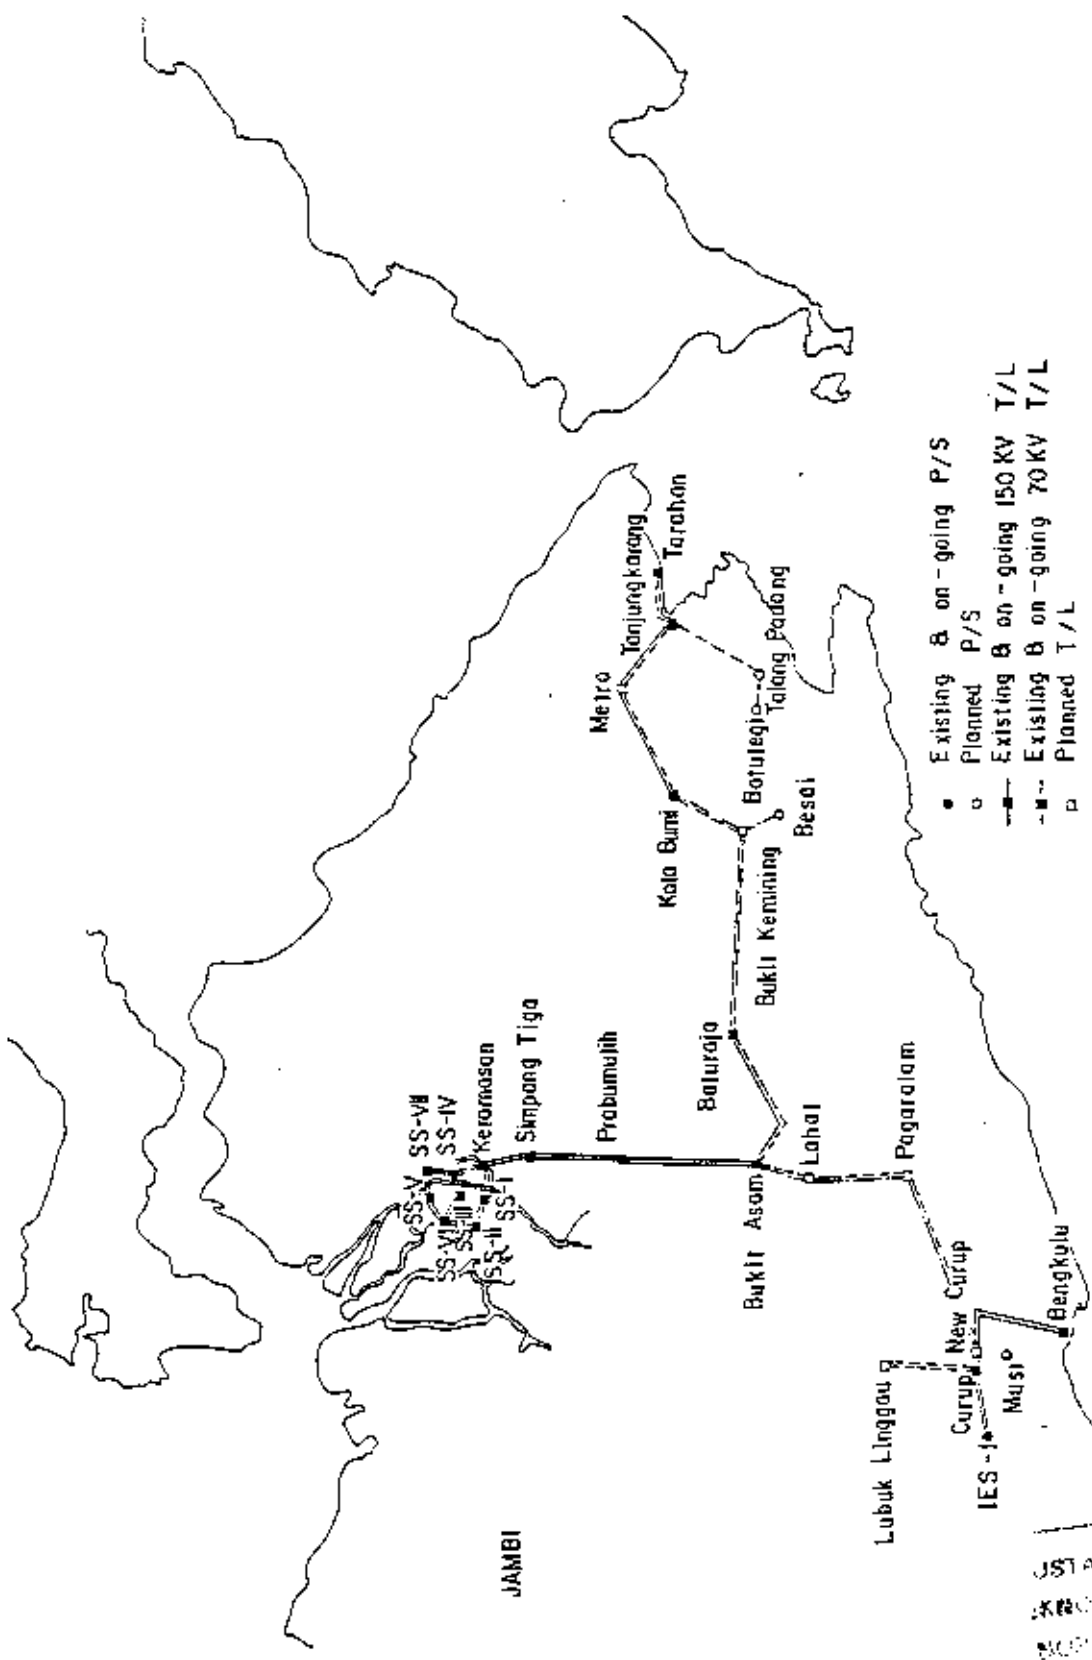 JAMBI
SS-VII
SS-IV
SS-V
SS-VI
SS-III
SS-II
SS-I
Keramasan
Simpang Tiga
Prabumulih
Bukit Asam
Lahat
Pagaralam
Baturaja
Bukit Kemining
Besai
Kota Bumi
Metro
Tanjungkarang
Tarahan
Batutegi
Talang Padang
Lubuk Linggau
Curup
New Curup
TES-1
Musi
Bengkulu
Existing & on-going P/S
Planned P/S
Existing & on-going 150 KV T/L
Existing & on-going 70 KV T/L
Planned T/L